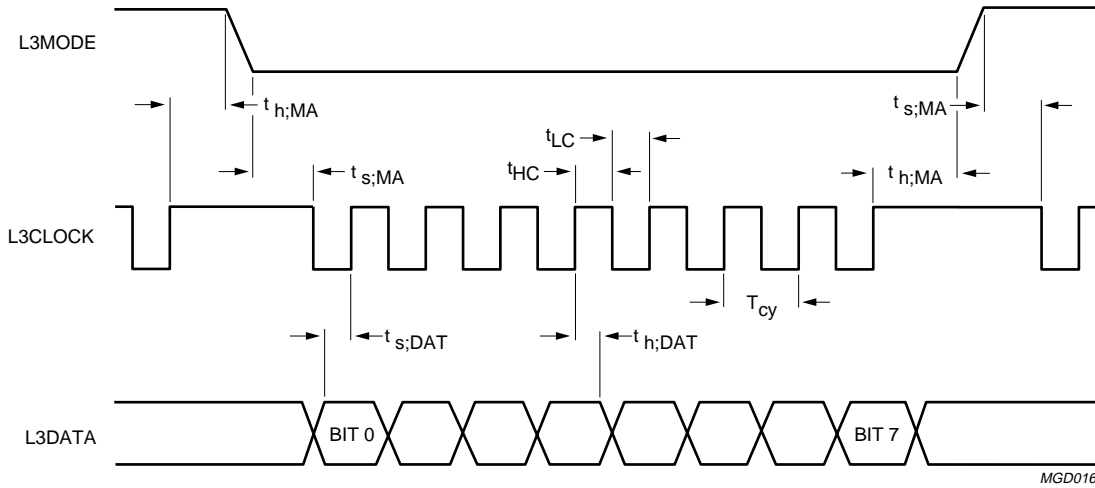 L3MODE
t h;MA
t s;MA
tLC
tHC
t s;MA
t h;MA
L3CLOCK
Tcy
t s;DAT
t h;DAT
L3DATA
BIT 0
BIT 7
MGD016